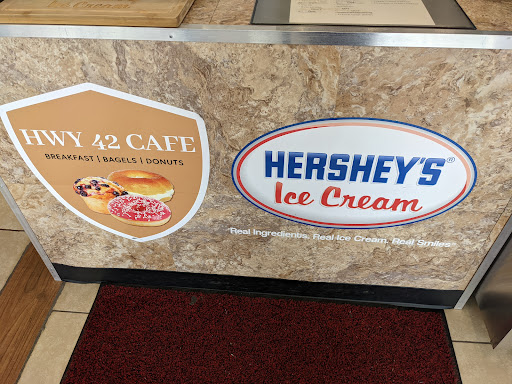 HWY 42 CAFE
BREAKFAST | BAGELS | DONUTS
HERSHEY'S®
Ice Cream
"Real Ingredients. Real Ice Cream. Real Smiles"